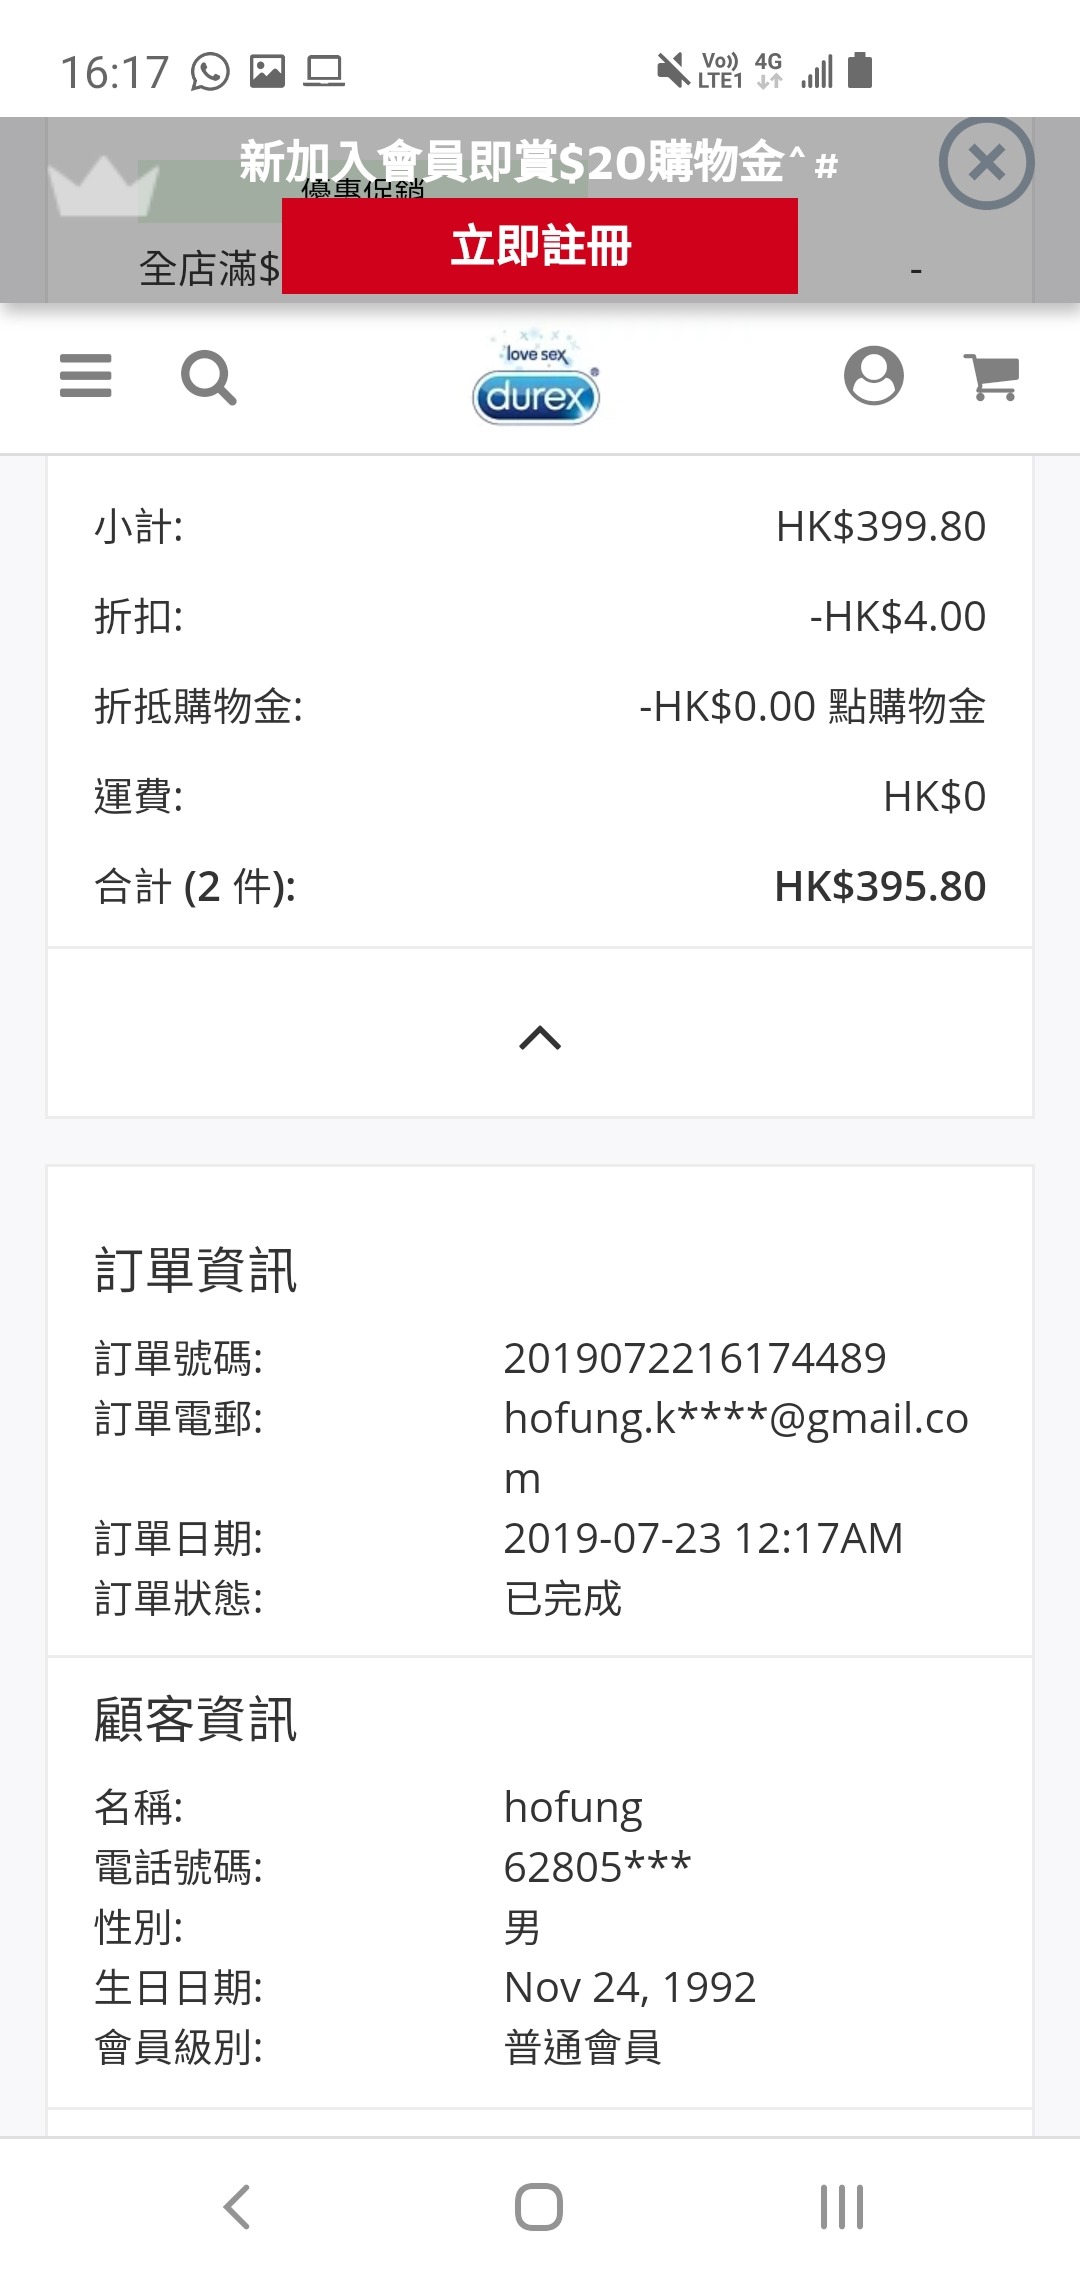 16:17
Vo)) LTE1 4G
新加入會員即賞$20購物金^ #
優惠促銷
立即註冊
全店滿$
-
love sex
durex®
小計: HK$399.80
折扣: -HK$4.00
折抵購物金: -HK$0.00 點購物金
運費: HK$0
合計 (2 件): HK$395.80
訂單資訊
訂單號碼: 2019072216174489
訂單電郵: hofung.k****@gmail.co
m
訂單日期: 2019-07-23 12:17AM
訂單狀態: 已完成
顧客資訊
名稱: hofung
電話號碼: 62805***
性別: 男
生日日期: Nov 24, 1992
會員級別: 普通會員